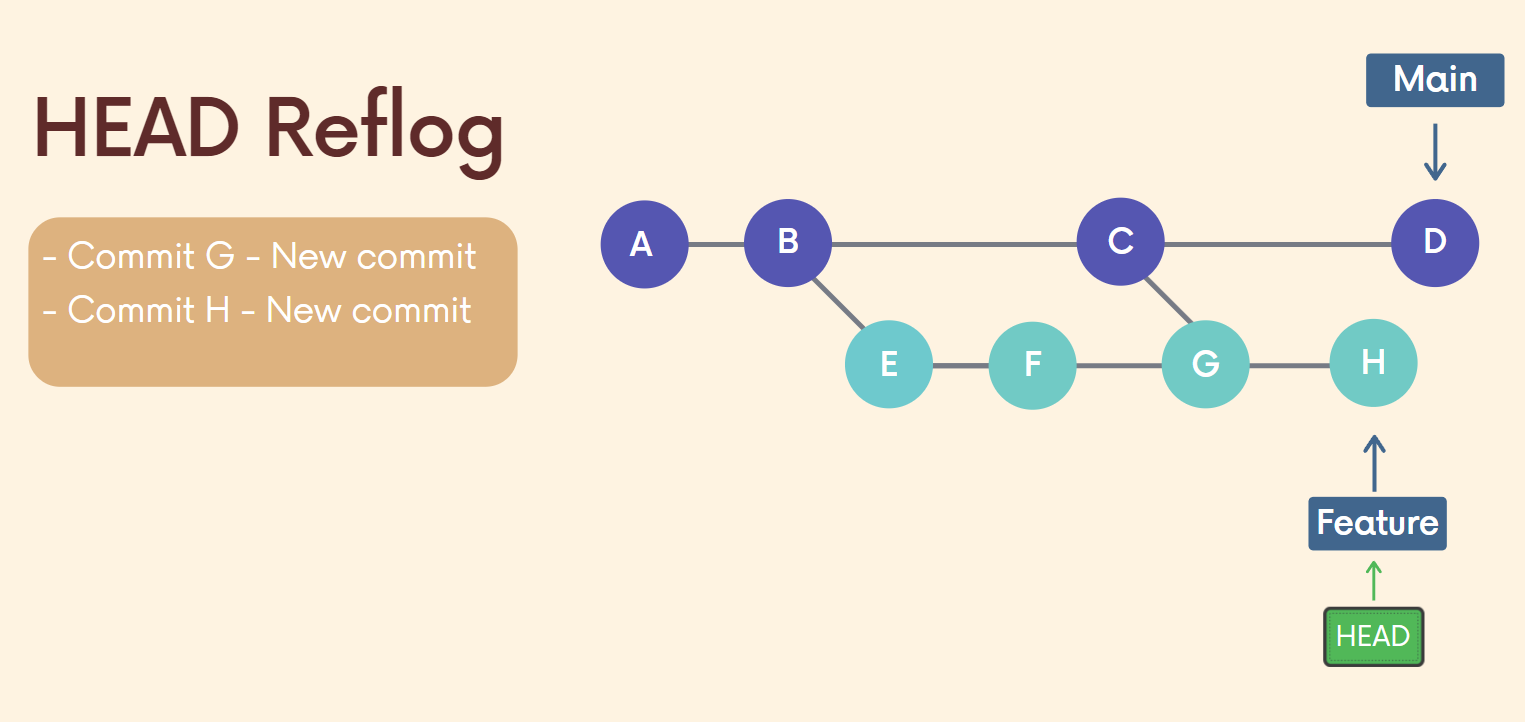 HEAD Reflog
- Commit G - New commit
- Commit H - New commit
Main
A
B
C
D
E
F
G
H
Feature
HEAD